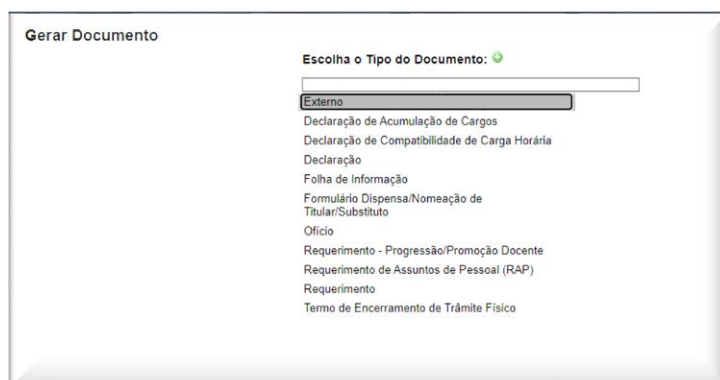 Gerar Documento
Escolha o Tipo do Documento:
Externo
Declaração de Acumulação de Cargos
Declaração de Compatibilidade de Carga Horária
Declaração
Folha de Informação
Formulário Dispensa/Nomeação de
Titular/Substituto
Ofício
Requerimento - Progressão/Promoção Docente
Requerimento de Assuntos de Pessoal (RAP)
Requerimento
Termo de Encerramento de Trâmite Físico